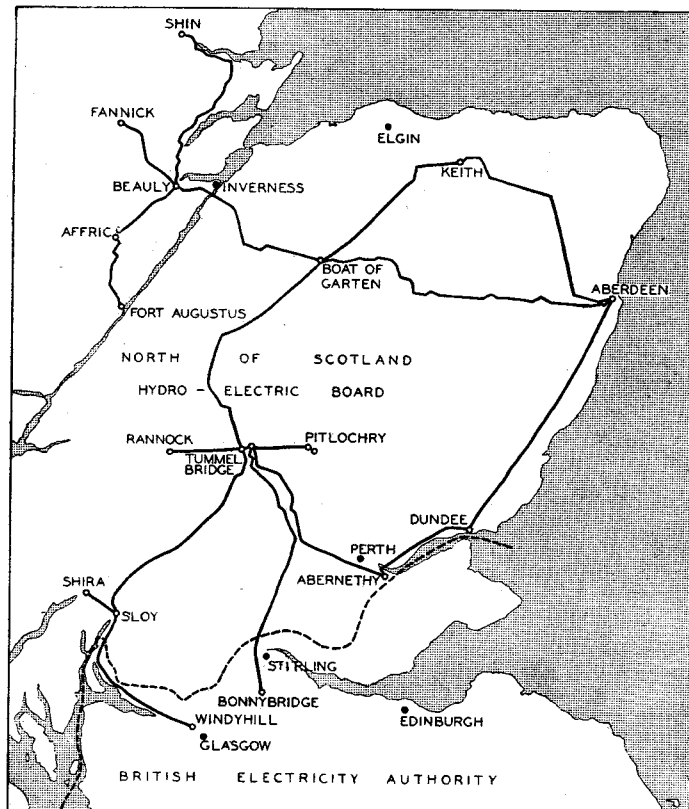 SHIN
FANNICK
ELGIN
KEITH
BEAULY
INVERNESS
AFFRIC
BOAT OF
GARTEN
ABERDEEN
FORT AUGUSTUS
NORTH OF SCOTLAND
HYDRO - ELECTRIC BOARD
RANNOCK
TUMMEL
BRIDGE
PITLOCHRY
DUNDEE
PERTH
ABERNETHY
SHIRA
SLOY
STIRLING
BONNYBRIDGE
WINDYHILL
EDINBURGH
GLASGOW
BRITISH ELECTRICITY AUTHORITY